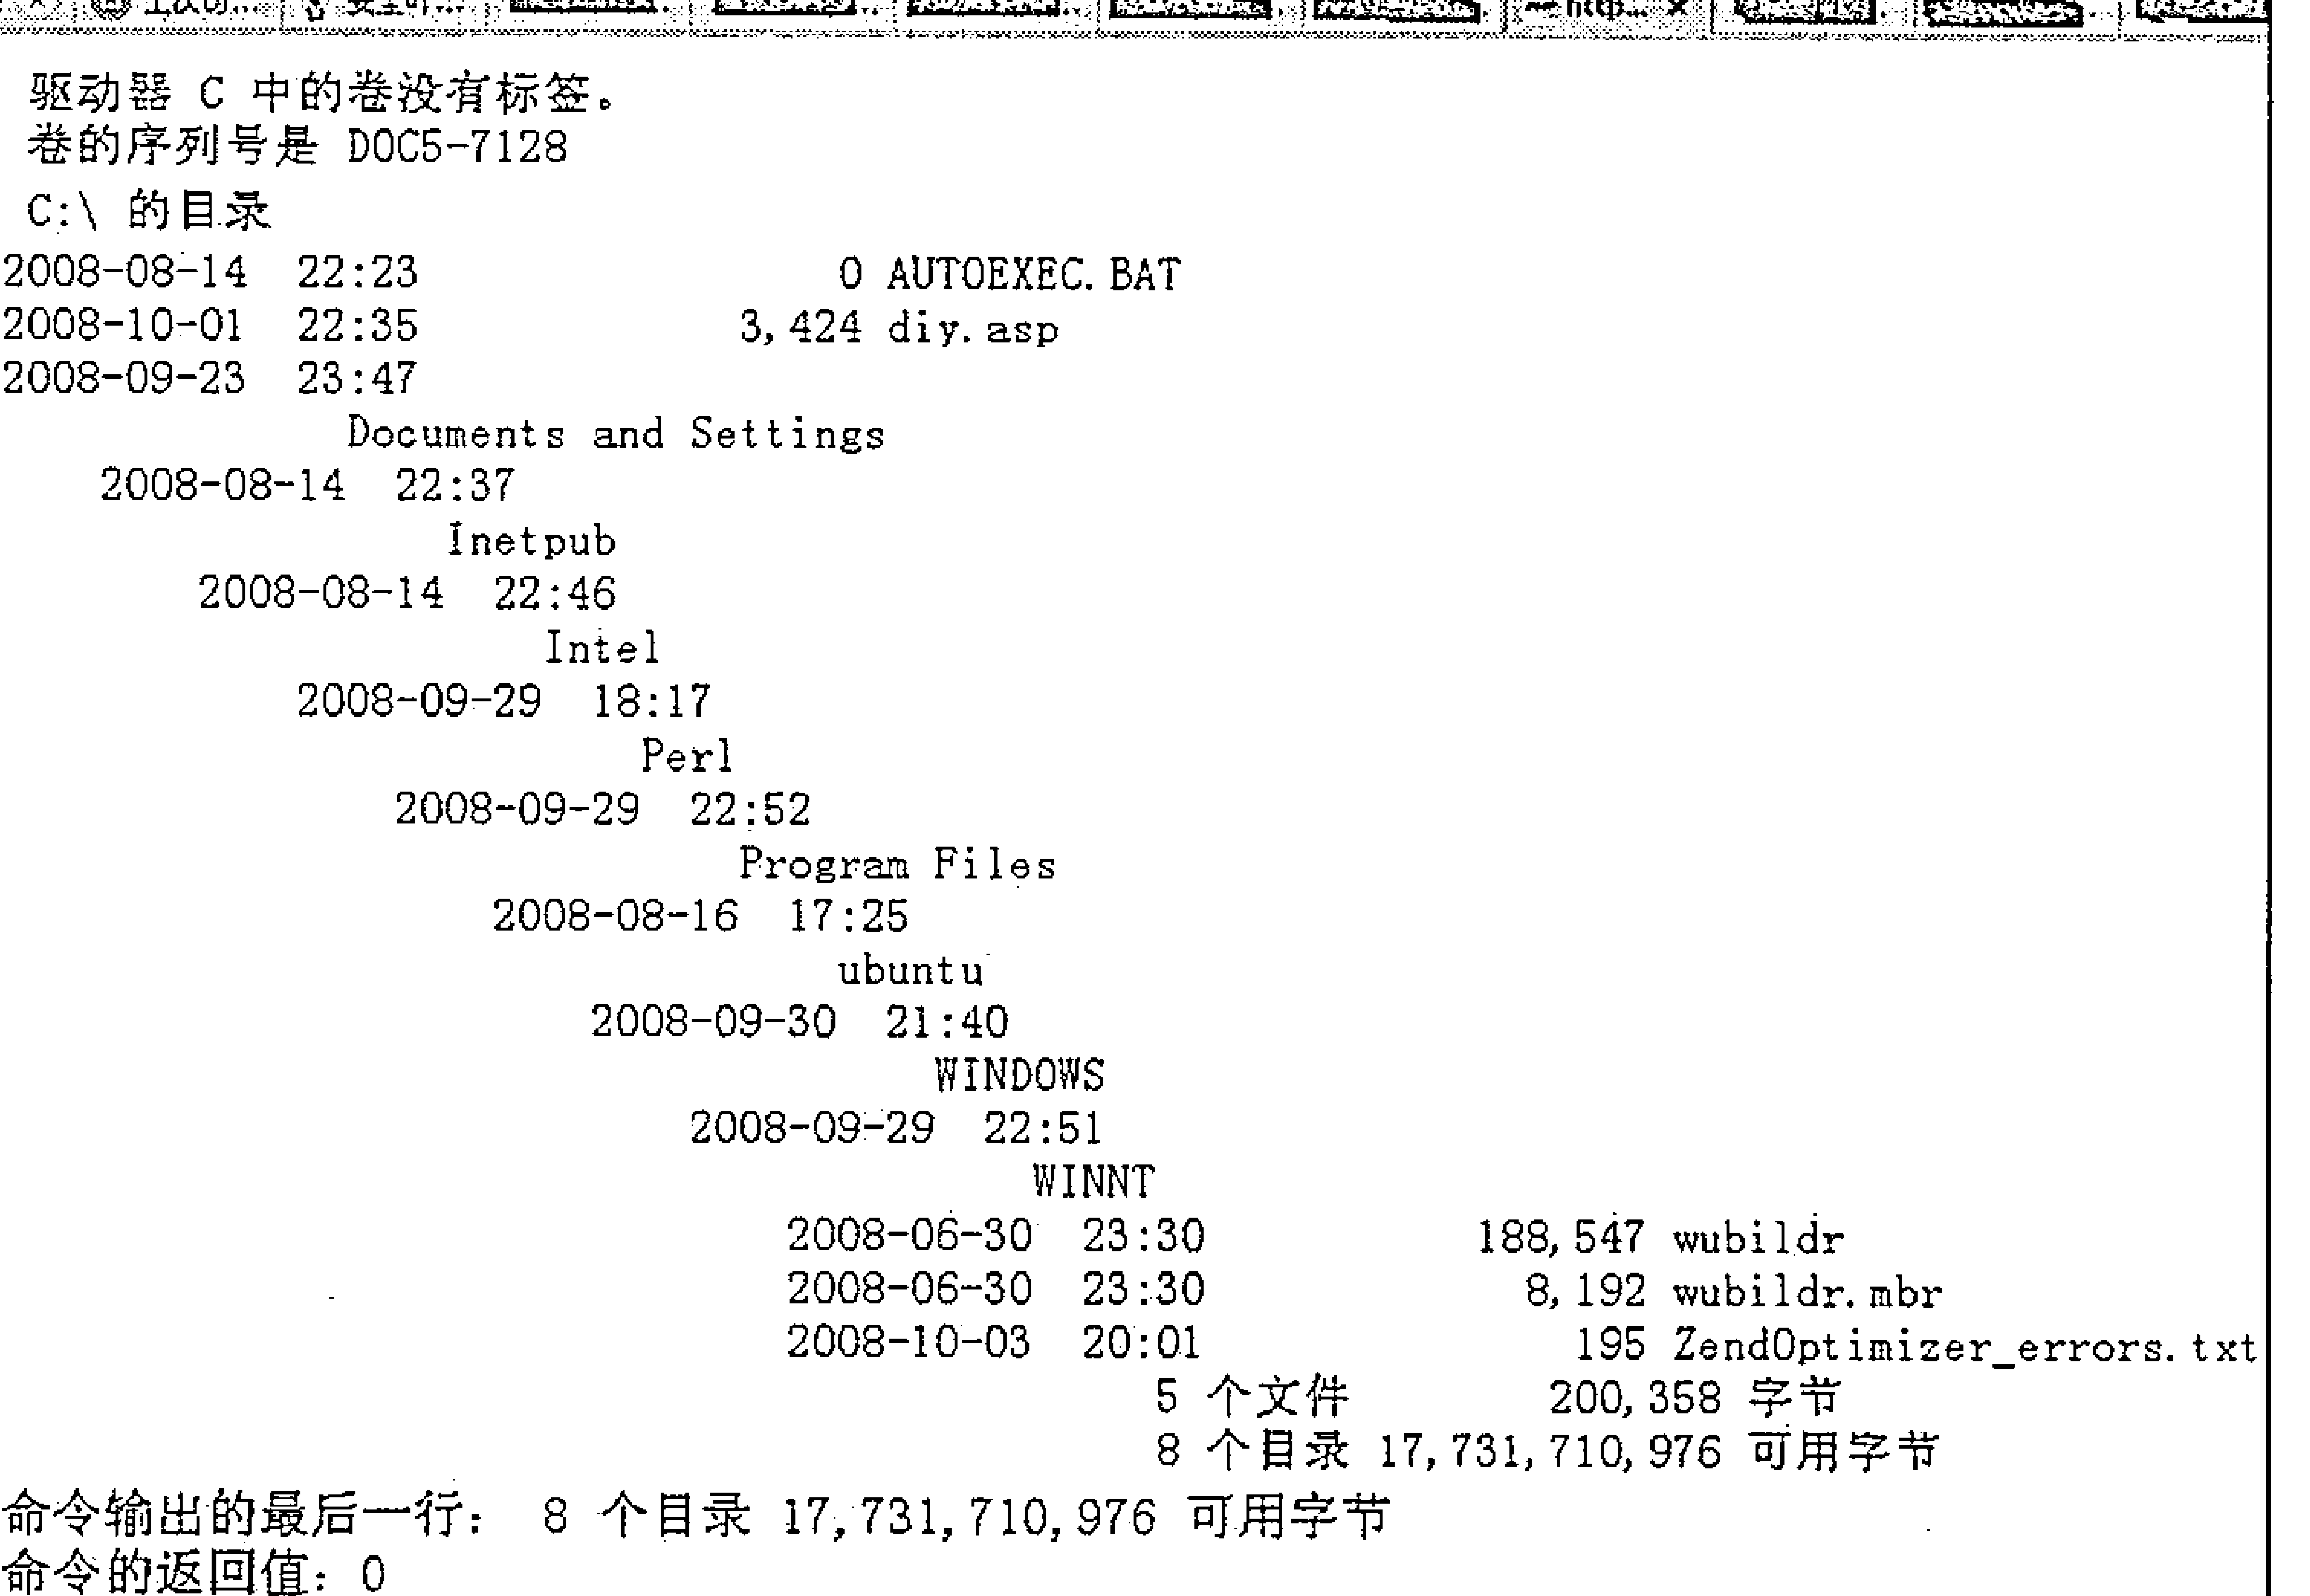 http...
驱动器 C 中的卷没有标签。
卷的序列号是 D0C5-7128
C:\ 的目录
2008-08-14 22:23 0 AUTOEXEC.BAT
2008-10-01 22:35 3,424 diy.asp
2008-09-23 23:47
Documents and Settings
2008-08-14 22:37
Inetpub
2008-08-14 22:46
Intel
2008-09-29 18:17
Perl
2008-09-29 22:52
Program Files
2008-08-16 17:25
ubuntu
2008-09-30 21:40
WINDOWS
2008-09-29 22:51
WINNT
2008-06-30 23:30 188,547 wubildr
2008-06-30 23:30 8,192 wubildr.mbr
2008-10-03 20:01 195 ZendOptimizer_errors.txt
5 个文件 200,358 字节
8 个目录 17,731,710,976 可用字节
命令输出的最后一行： 8 个目录 17,731,710,976 可用字节
命令的返回值：0